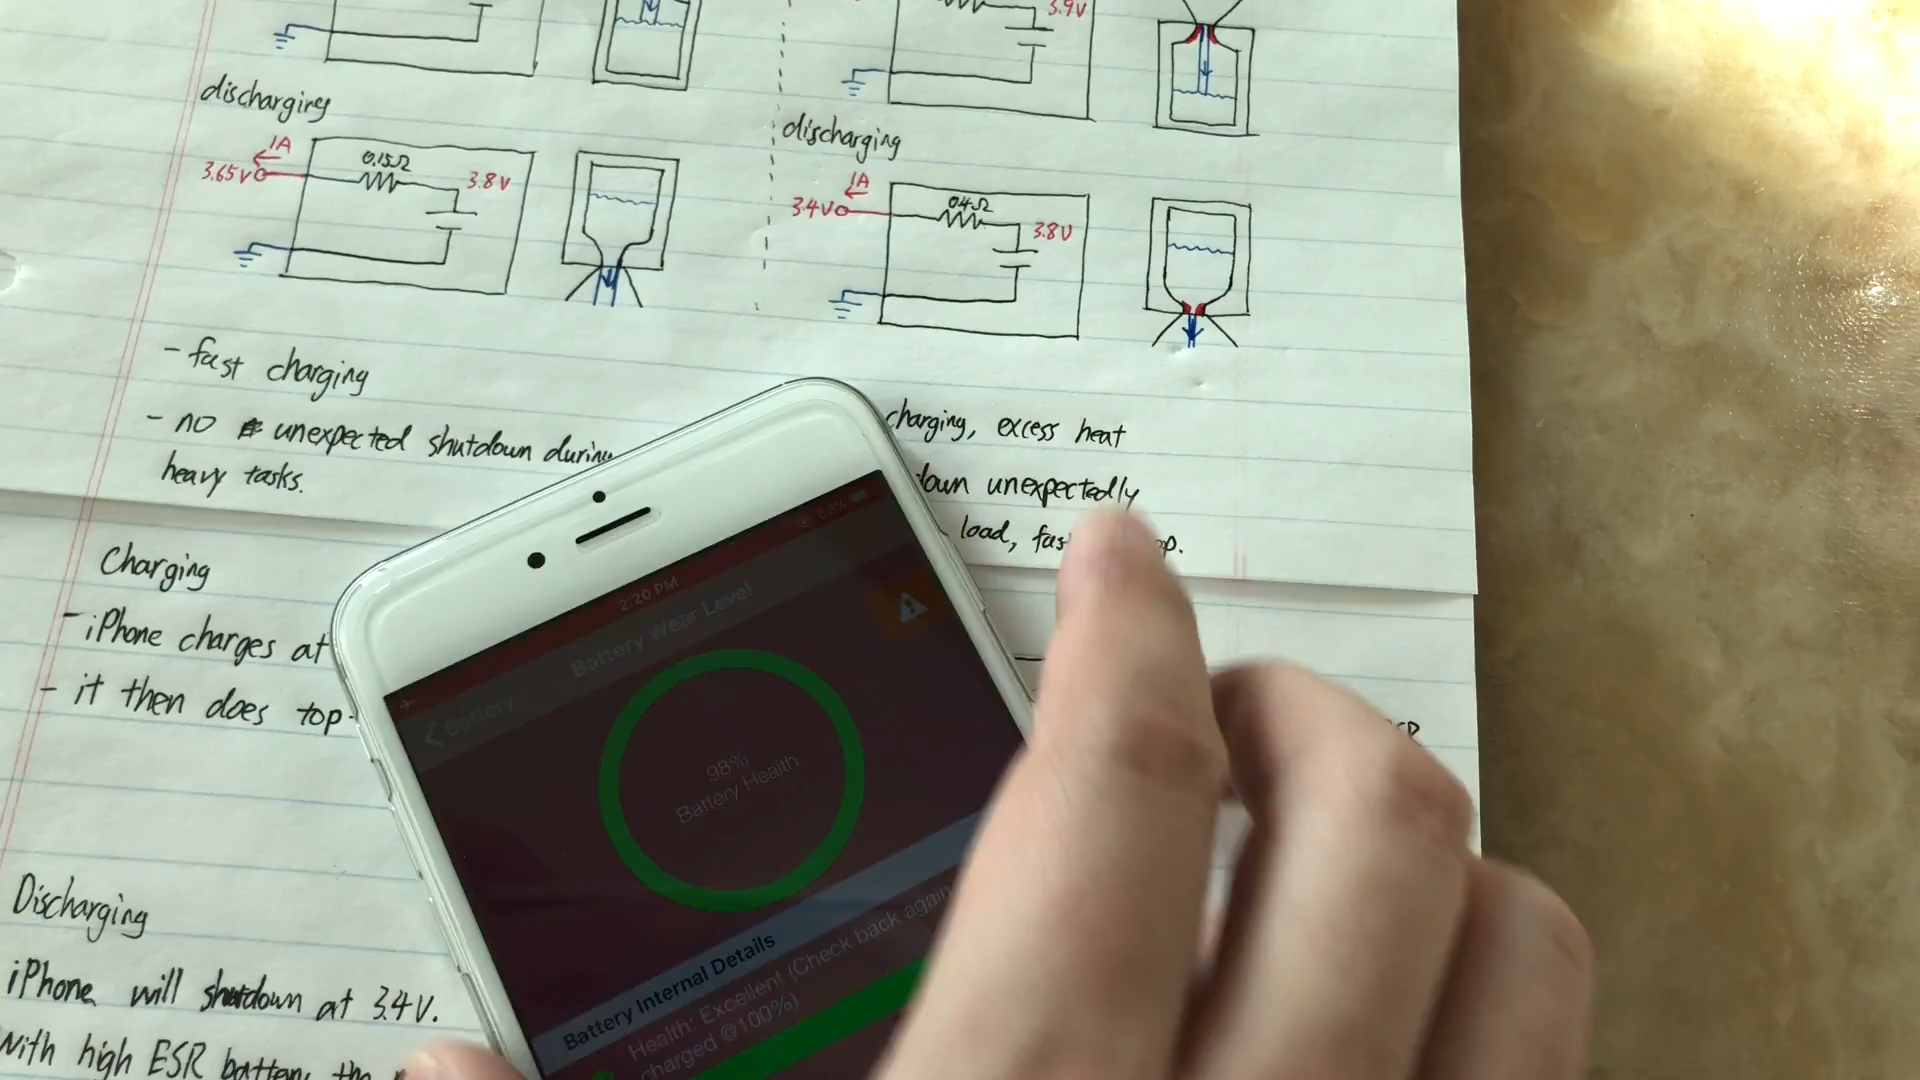 3.9V
discharging
1A
0.15Ω
3.65V
3.8V
discharging
1A
0.4Ω
3.4V
3.8V
- fast charging
- no unexpected shutdown during
heavy tasks.
charging, excess heat
down unexpectedly
load,
Charging
- iPhone charges at
- it then does top-
Discharging
iPhone will shutdown at 3.4V.
With high ESR battery, the
68%
2:20 PM
Battery Wear Level
Battery
98%
Battery Health
Battery Internal Details
Health: Excellent (Check back again
charged @100%)